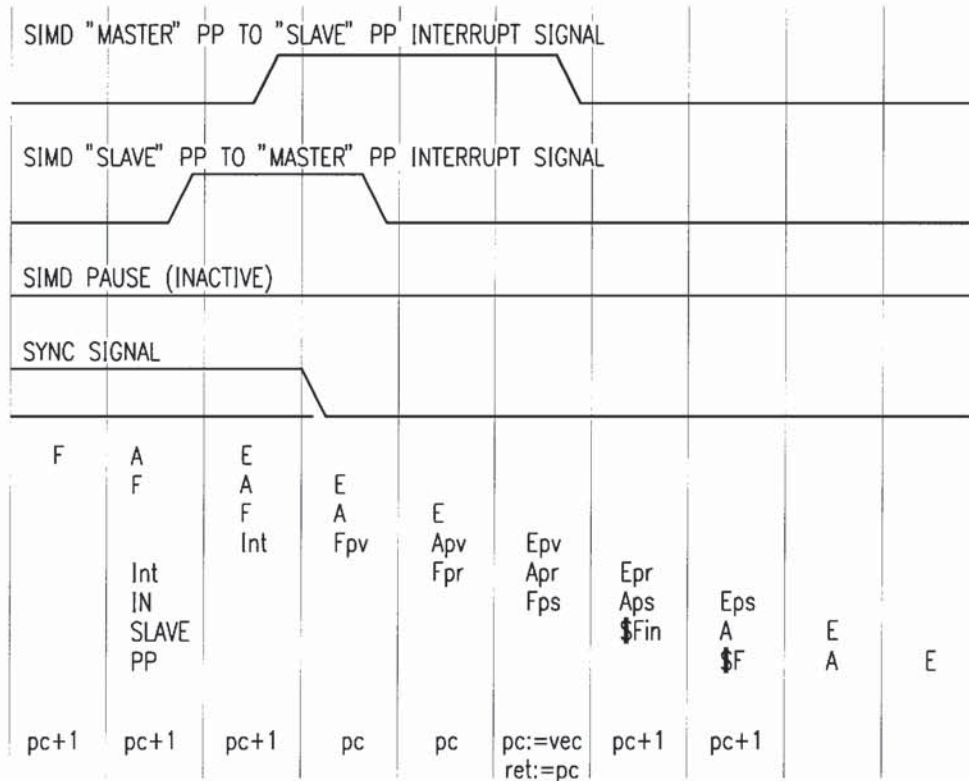 SIMD "MASTER" PP TO "SLAVE" PP INTERRUPT SIGNAL
SIMD "SLAVE" PP TO "MASTER" PP INTERRUPT SIGNAL
SIMD PAUSE (INACTIVE)
SYNC SIGNAL
F A E
F A E
F A E
Int Fpv Apv Epv
Int Fpr Apr Epr
IN Fps Aps Eps
SLAVE $Fin A E
PP $F A E
pc+1 pc+1 pc+1 pc pc pc:=vec pc+1 pc+1
ret:=pc